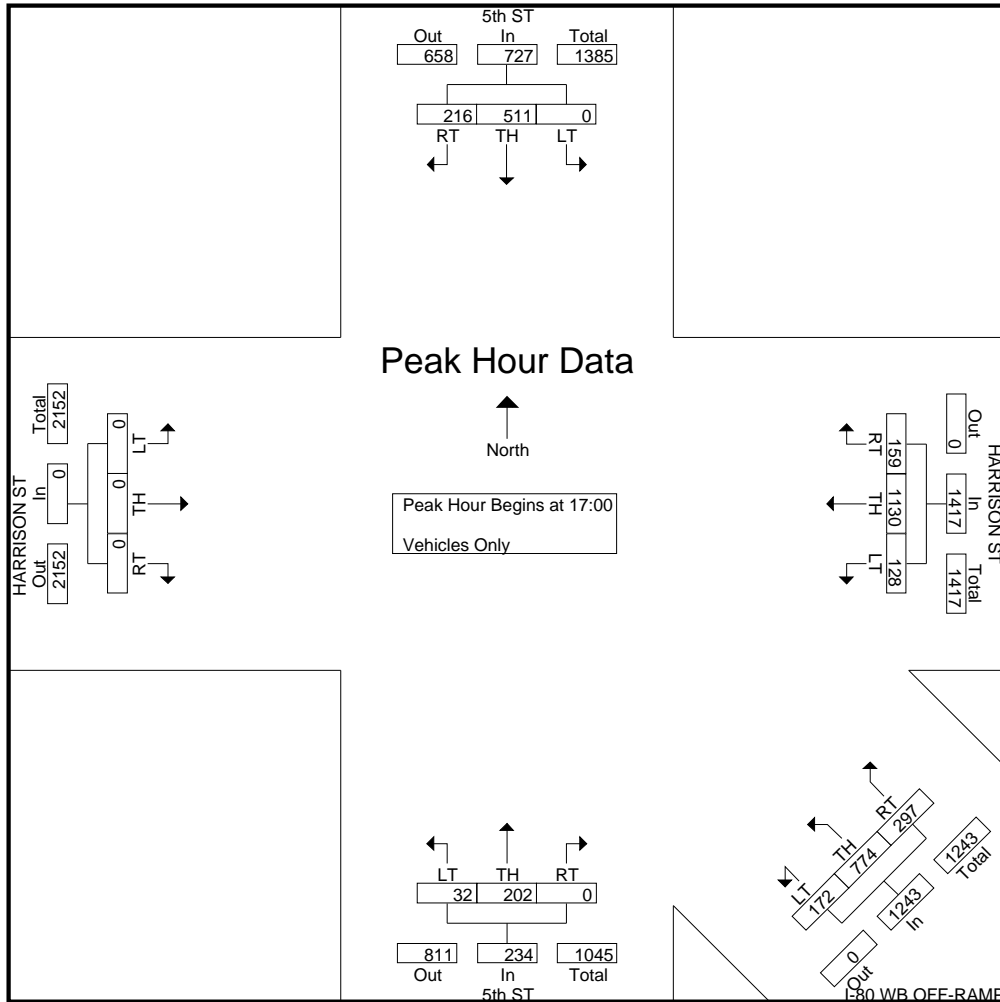 5th ST
Out In Total
658 727 1385
216 511 0
RT TH LT
Peak Hour Data
North
Peak Hour Begins at 17:00
Vehicles Only
HARRISON ST
Total In Out
2152 0 2152
0 0 0
LT TH RT
HARRISON ST
Out In Total
0 1417 1417
159 1130 128
RT TH LT
LT TH RT
32 202 0
811 234 1045
Out In Total
5th ST
LT TH RT
172 774 297
0 1243 1243
Out In Total
I-80 WB OFF-RAMP